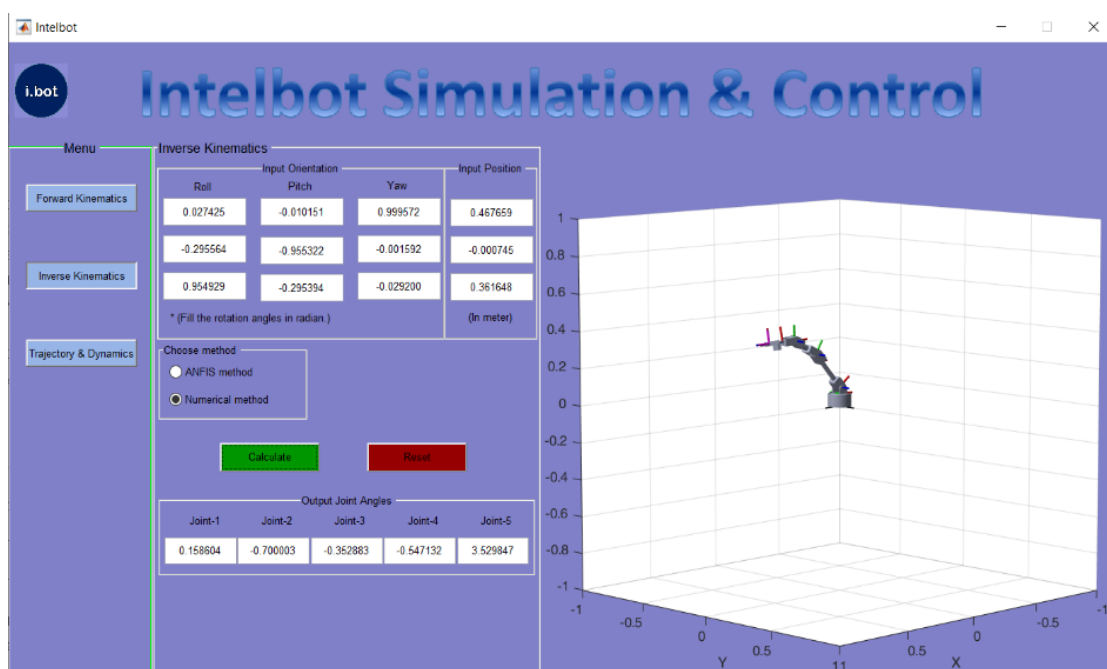 Intelbot
i.bot
Intelbot Simulation & Control
Menu
Forward Kinematics
Inverse Kinematics
Trajectory & Dynamics
Inverse Kinematics
Input Orientation
Input Position
Roll Pitch Yaw
0.027425 -0.010151 0.999572 0.467659
-0.295564 -0.955322 -0.001592 -0.000745
0.954929 -0.295394 -0.029200 0.361648
* (Fill the rotation angles in radian.) (In meter)
Choose method
ANFIS method
Numerical method
Calculate Reset
Output Joint Angles
Joint-1 Joint-2 Joint-3 Joint-4 Joint-5
0.158604 -0.700003 -0.352883 -0.547132 3.529847
1
0.8
0.6
0.4
0.2
0
-0.2
-0.4
-0.6
-0.8
-1
-1 -0.5 0 0.5 11 0.5 0 -0.5 -1
Y X